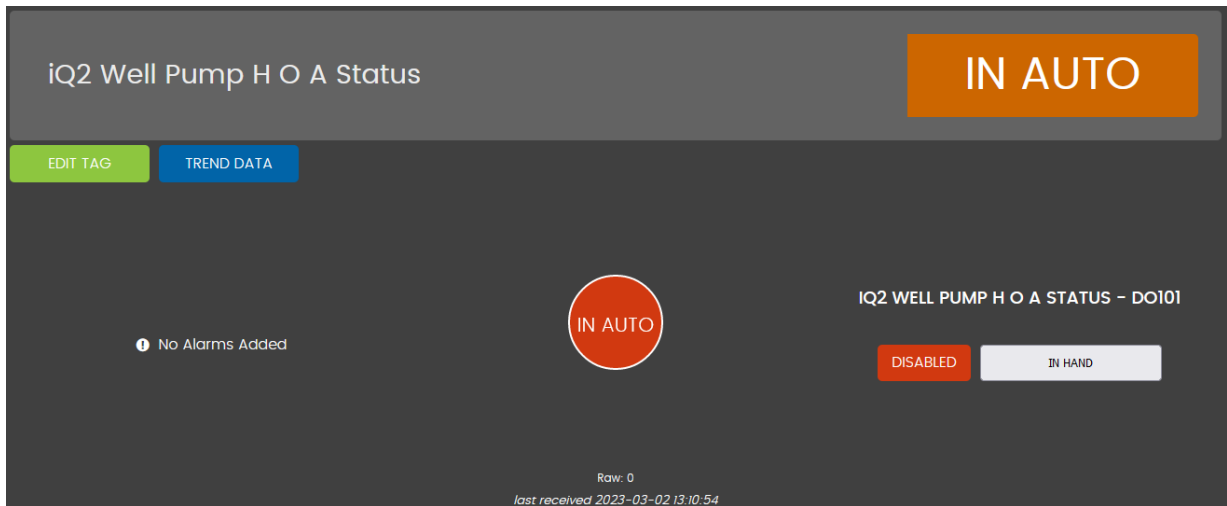 iQ2 Well Pump H O A Status
IN AUTO
EDIT TAG
TREND DATA
No Alarms Added
IN AUTO
IQ2 WELL PUMP H O A STATUS - DO101
DISABLED
IN HAND
Raw: 0
last received 2023-03-02 13:10:54